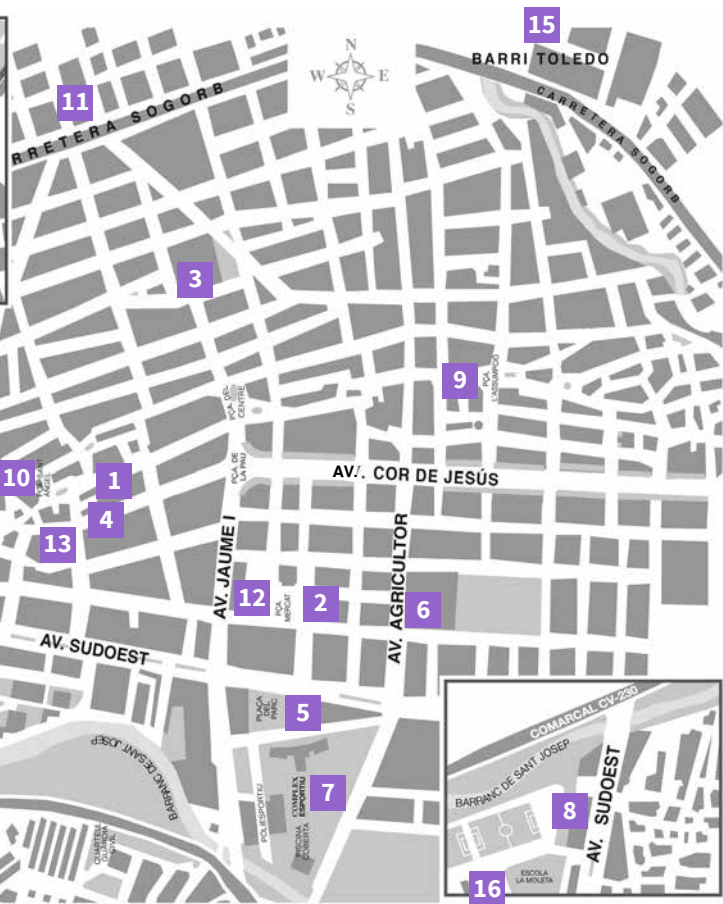 15
N
W E
S
BARRI TOLEDO
CARRETERA SOGORB
11
RRETERA SOGORB
3
9
PÇA.
L'ASSUMPCIÓ
PÇA. DEL
CENTRE
PÇA. DE
LA PAU
AV. COR DE JESÚS
10
1
4
13
AV. JAUME I
AV. AGRICULTOR
12
PÇA.
MERCAT
2
6
AV. SUDOEST
PLAÇA
DEL
PARC
5
BARRANC DE SANT JOSEP
POLIESPORTIU
COMPLEX
ESPORTIU
7
PISCINA
COBERTA
QUARTELL
GUARDIA
CIVIL
COMARCAL CV-230
BARRANC DE SANT JOSEP
AV. SUDOEST
8
ESCOLA
LA MOLETA
16